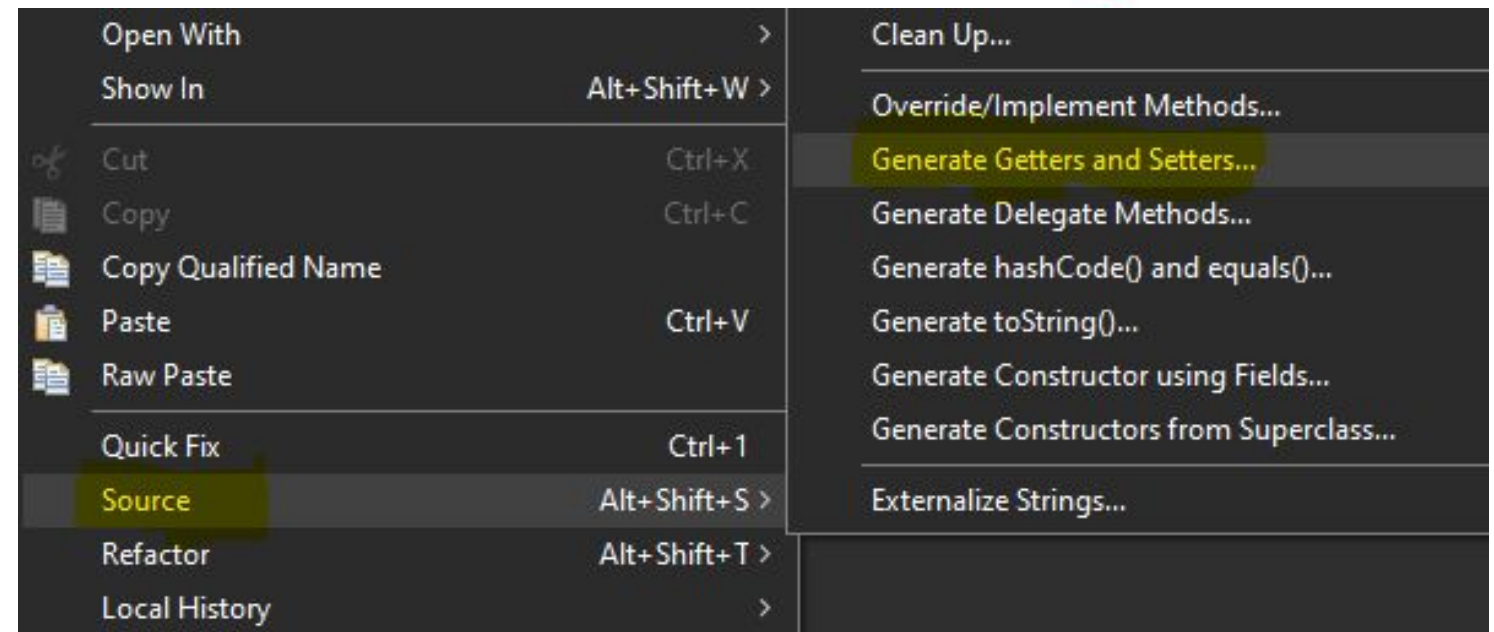 Open With >
Show In Alt+Shift+W >
Cut Ctrl+X
Copy Ctrl+C
Copy Qualified Name
Paste Ctrl+V
Raw Paste
Quick Fix Ctrl+1
Source Alt+Shift+S >
Refactor Alt+Shift+T >
Local History >
Clean Up...
Override/Implement Methods...
Generate Getters and Setters...
Generate Delegate Methods...
Generate hashCode() and equals()...
Generate toString()...
Generate Constructor using Fields...
Generate Constructors from Superclass...
Externalize Strings...